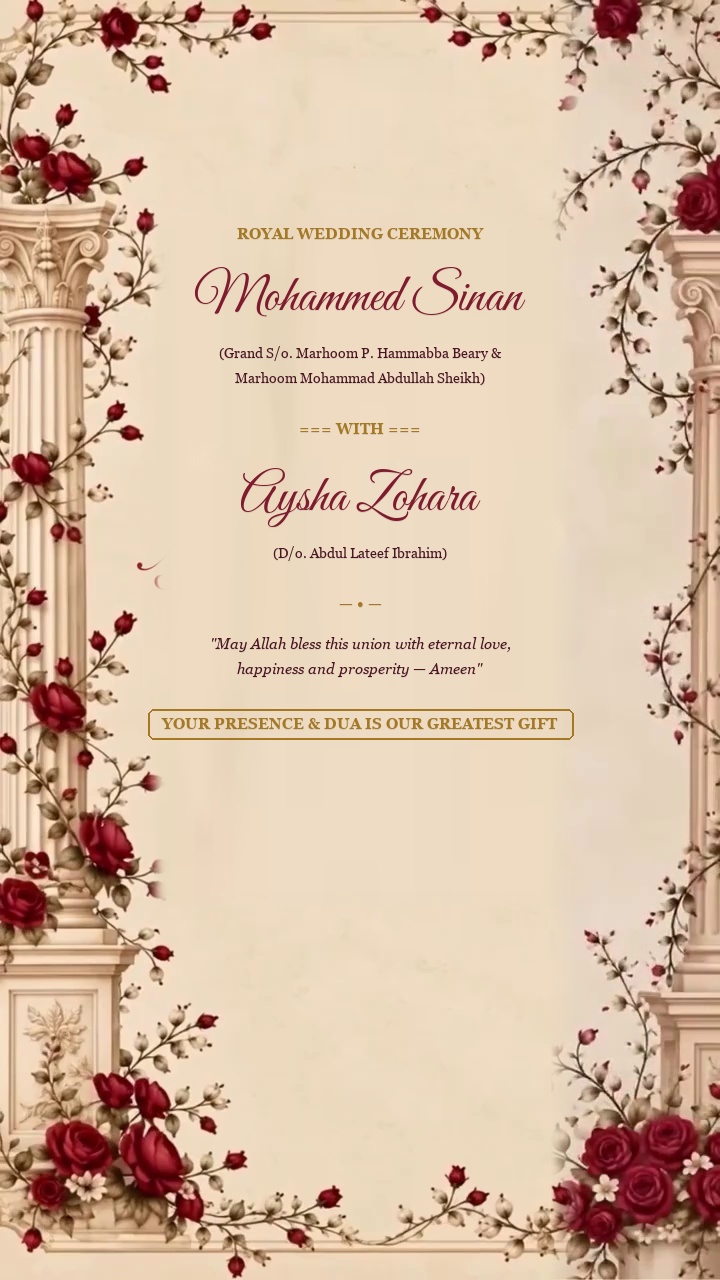 ROYAL WEDDING CEREMONY
Mohammed Sinan
(Grand S/o. Marhoom P. Hammabba Beary &
Marhoom Mohammad Abdullah Sheikh)
=== WITH ===
Aysha Zohara
(D/o. Abdul Lateef Ibrahim)
— • —
"May Allah bless this union with eternal love,
happiness and prosperity — Ameen"
YOUR PRESENCE & DUA IS OUR GREATEST GIFT